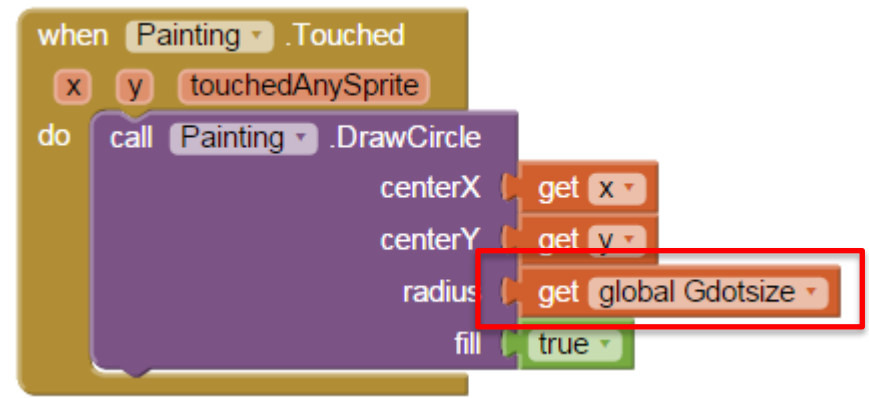 when Painting .Touched
x y touchedAnySprite
do call Painting .DrawCircle
centerX get x
centerY get y
radius get global Gdotsize
fill true